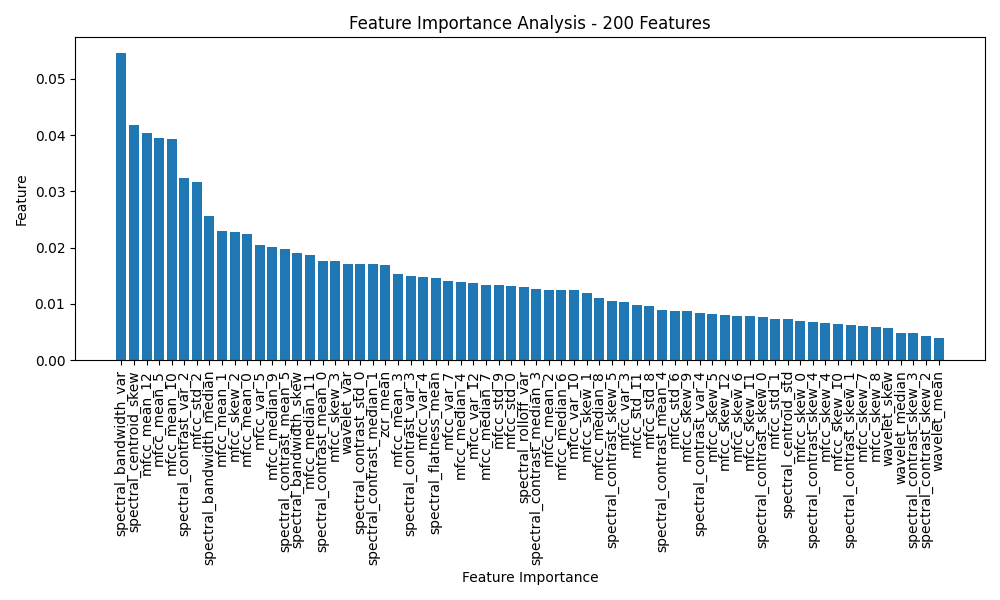 Feature Importance Analysis - 200 Features
Feature
0.05
0.04
0.03
0.02
0.01
0.00
spectral_bandwidth_var
spectral_centroid_skew
mfcc_mean_12
mfcc_mean_5
mfcc_mean_10
spectral_contrast_var_2
mfcc_std_2
spectral_bandwidth_median
mfcc_mean_1
mfcc_skew_2
mfcc_mean_0
mfcc_var_5
mfcc_median_9
spectral_contrast_mean_5
spectral_bandwidth_skew
mfcc_median_11
spectral_contrast_mean_0
mfcc_skew_3
wavelet_var
spectral_contrast_std_0
spectral_contrast_median_1
zcr_mean
mfcc_mean_3
spectral_contrast_var_3
mfcc_var_4
spectral_flatness_mean
mfcc_var_7
mfcc_median_4
mfcc_var_12
mfcc_median_7
mfcc_std_9
mfcc_std_0
spectral_rolloff_var
spectral_contrast_median_3
mfcc_mean_2
mfcc_median_6
mfcc_var_10
mfcc_skew_1
mfcc_median_8
spectral_contrast_skew_5
mfcc_var_3
mfcc_std_11
mfcc_std_8
spectral_contrast_mean_4
mfcc_std_6
mfcc_skew_9
spectral_contrast_var_4
mfcc_skew_5
mfcc_skew_12
mfcc_skew_6
mfcc_skew_11
spectral_contrast_skew_0
mfcc_std_1
spectral_centroid_std
mfcc_skew_0
spectral_contrast_skew_4
mfcc_skew_4
mfcc_skew_10
spectral_contrast_skew_1
mfcc_skew_7
mfcc_skew_8
wavelet_skew
wavelet_median
spectral_contrast_skew_3
spectral_contrast_skew_2
wavelet_mean
Feature Importance